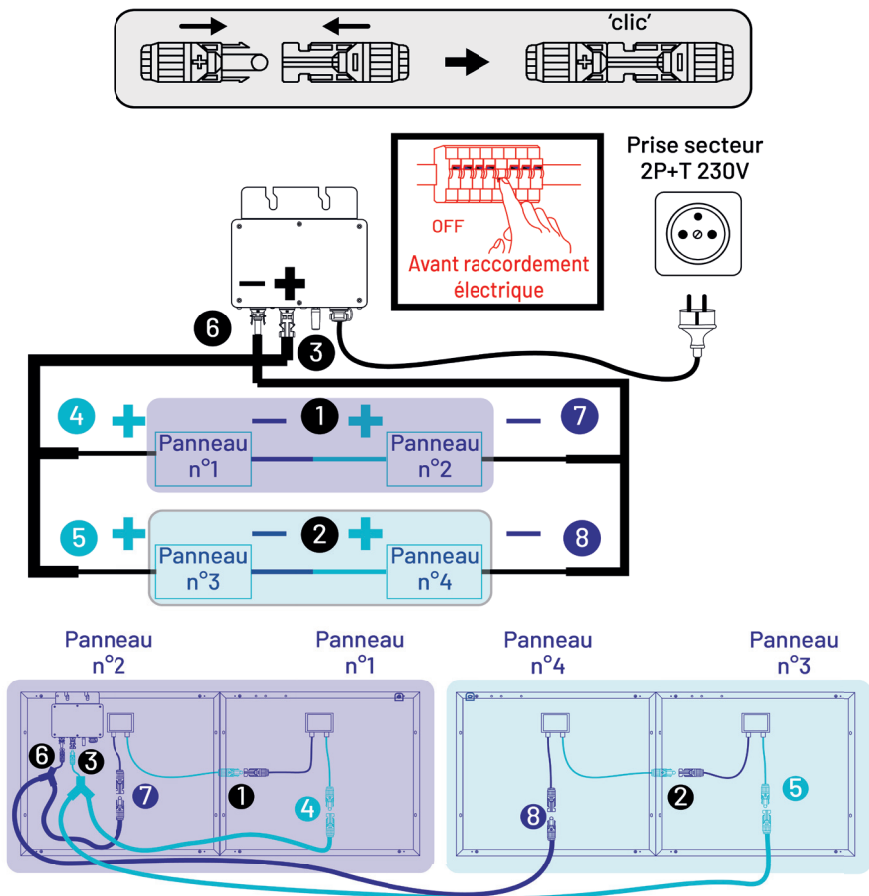 'clic'
+
Prise secteur
2P+T 230V
OFF
Avant raccordement
électrique
- +
6
3
4 + - 1 + - 7
Panneau
n°1
Panneau
n°2
5 + - 2 + - 8
Panneau
n°3
Panneau
n°4
Panneau
n°2
Panneau
n°1
Panneau
n°4
Panneau
n°3
6
3
7
1
4
8
2
5